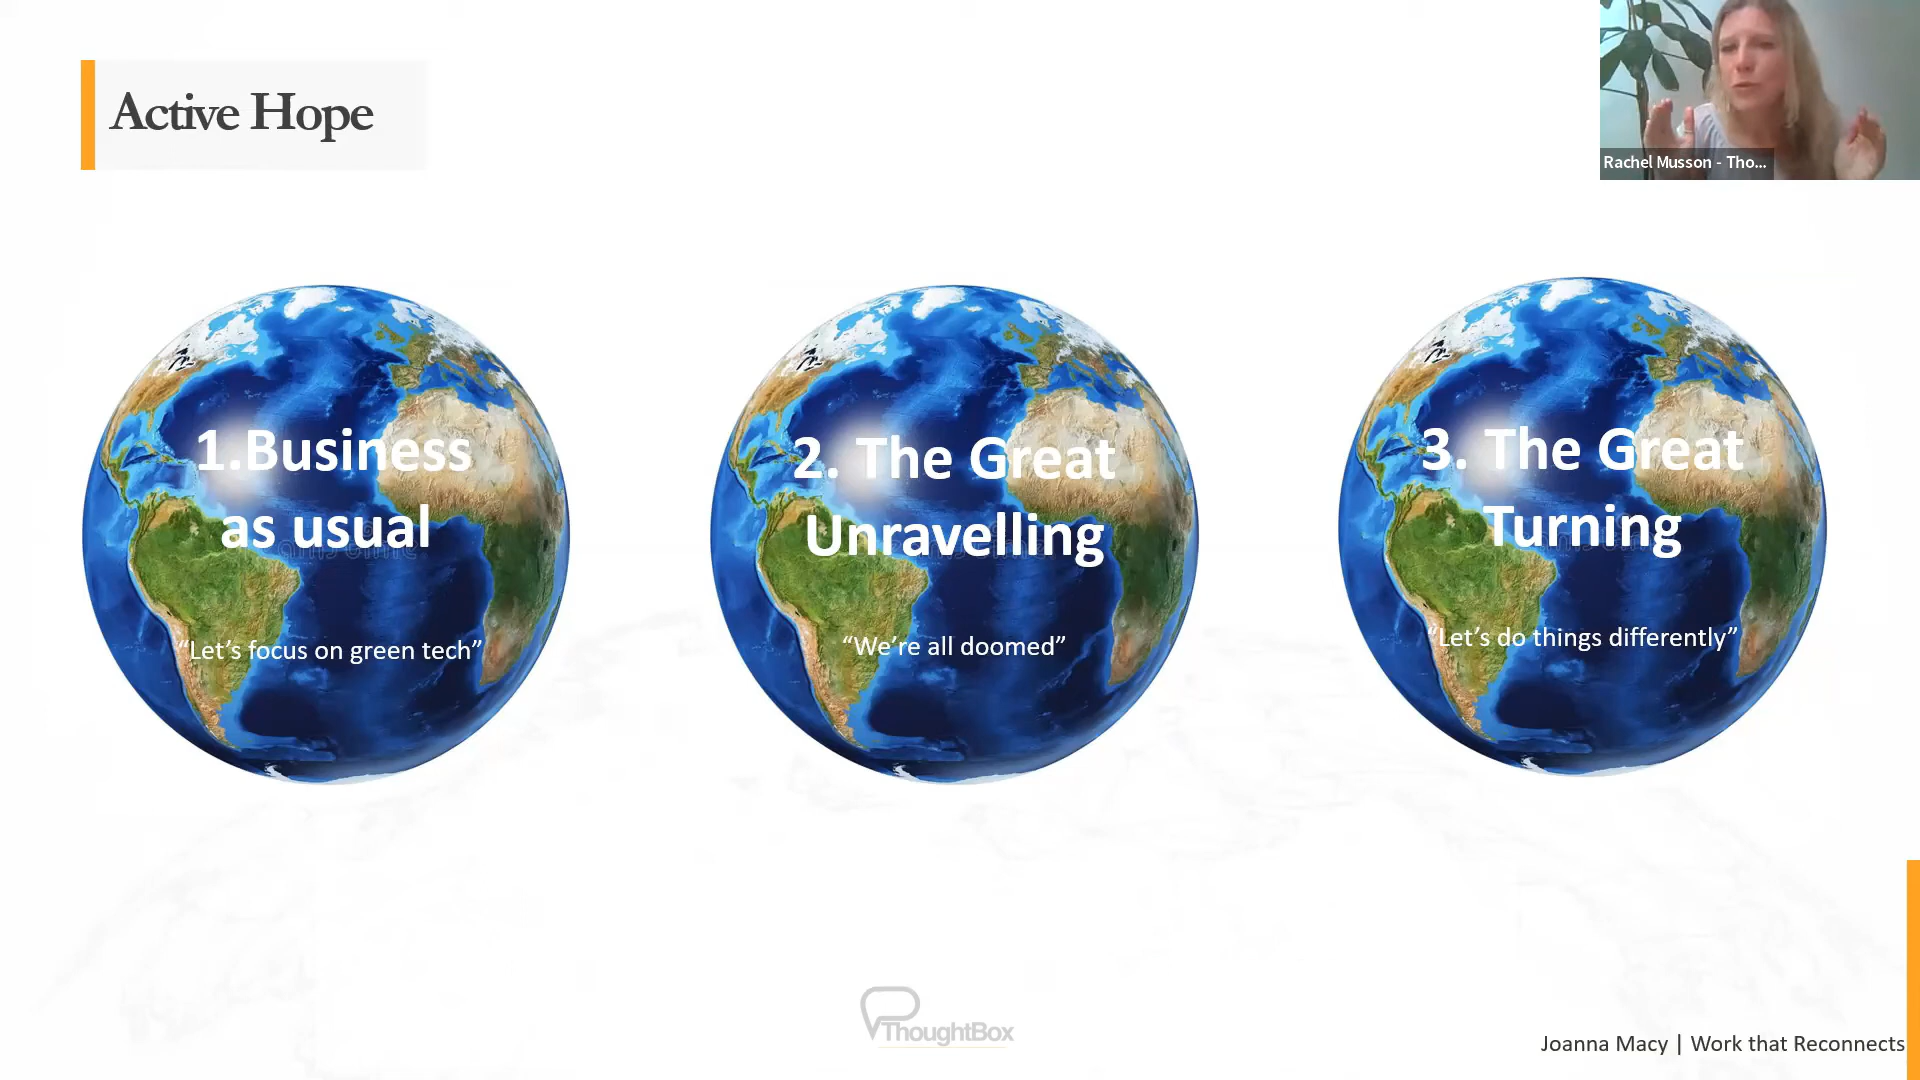 Active Hope
Rachel Musson - Tho...
1.Business
as usual
“Let’s focus on green tech”
2. The Great
Unravelling
“We’re all doomed”
3. The Great
Turning
“Let’s do things differently”
ThoughtBox
Joanna Macy | Work that Reconnects